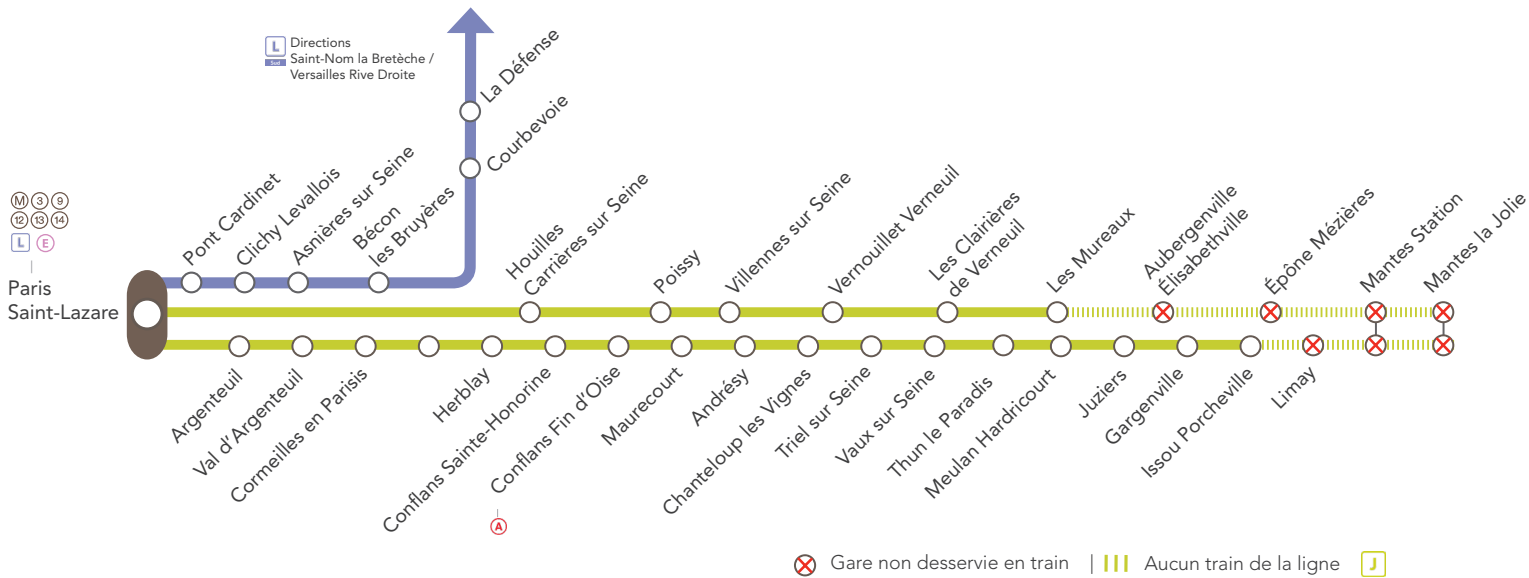 L
Sud
Directions
Saint-Nom la Bretèche /
Versailles Rive Droite
La Défense
Courbevoie
M 3 9
12 13 14
L E
Paris
Saint-Lazare
Pont Cardinet
Clichy Levallois
Asnières sur Seine
Bécon
les Bruyères
Houilles
Carrières sur Seine
Poissy
Villennes sur Seine
Vernouillet Verneuil
Les Clairières
de Verneuil
Les Mureaux
Aubergenville
Élisabethville
Épône Mézières
Mantes Station
Mantes la Jolie
Argenteuil
Val d'Argenteuil
Cormeilles en Parisis
Herblay
Conflans Sainte-Honorine
Conflans Fin d'Oise
A
Maurecourt
Andrésy
Chanteloup les Vignes
Triel sur Seine
Vaux sur Seine
Thun le Paradis
Meulan Hardricourt
Juziers
Gargenville
Issou Porcheville
Limay
Gare non desservie en train
Aucun train de la ligne J